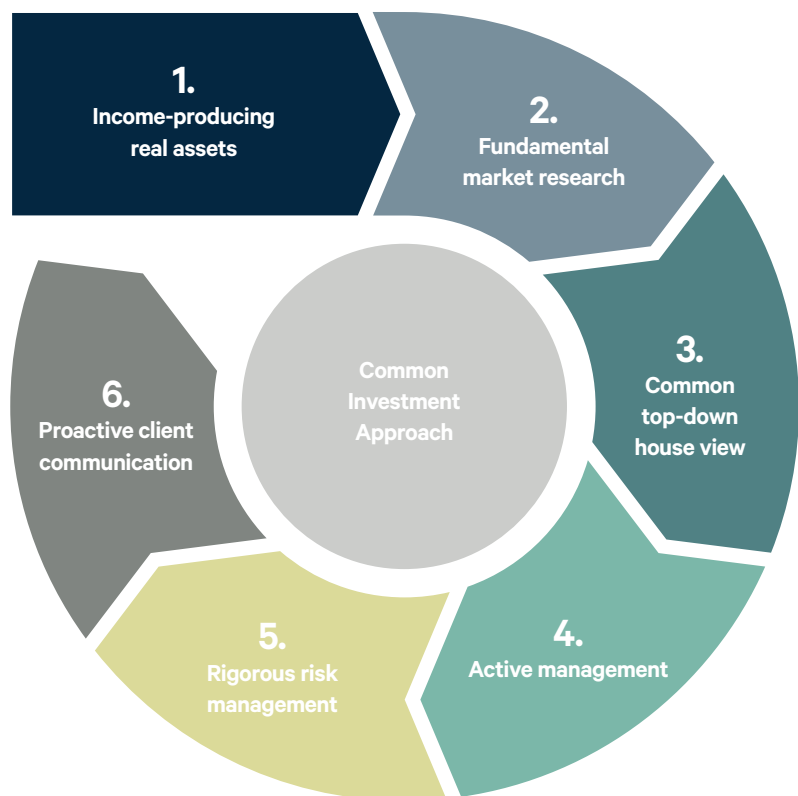 1.
Income-producing
real assets
2.
Fundamental
market research
3.
Common
top-down
house view
4.
Active management
5.
Rigorous risk
management
6.
Proactive client
communication
Common
Investment
Approach